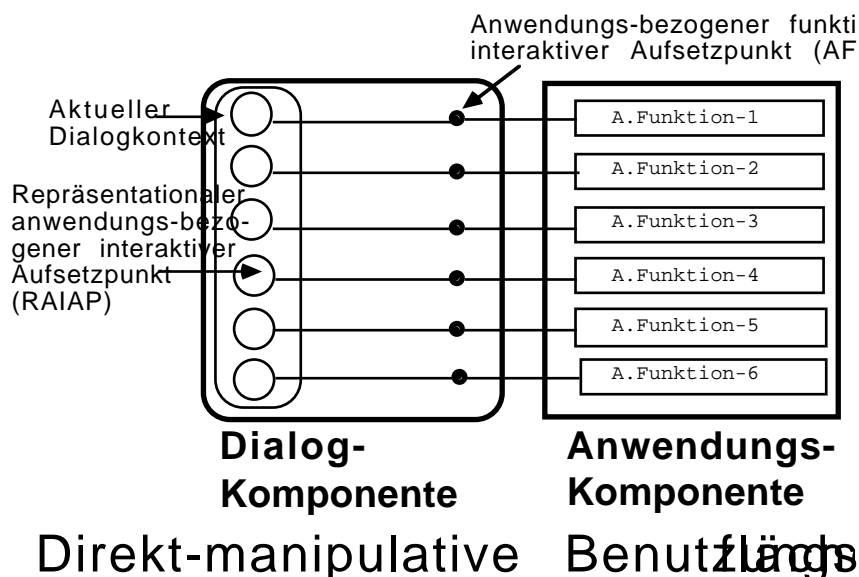 Anwendungs-bezogener funkti
interaktiver Aufsetzpunkt (AF
Aktueller
Dialogkontext
Repräsentationaler
anwendungs-bezo-
gener interaktiver
Aufsetzpunkt
(RAIAP)
A.Funktion-1
A.Funktion-2
A.Funktion-3
A.Funktion-4
A.Funktion-5
A.Funktion-6
Dialog-
Komponente
Anwendungs-
Komponente
Direkt-manipulative